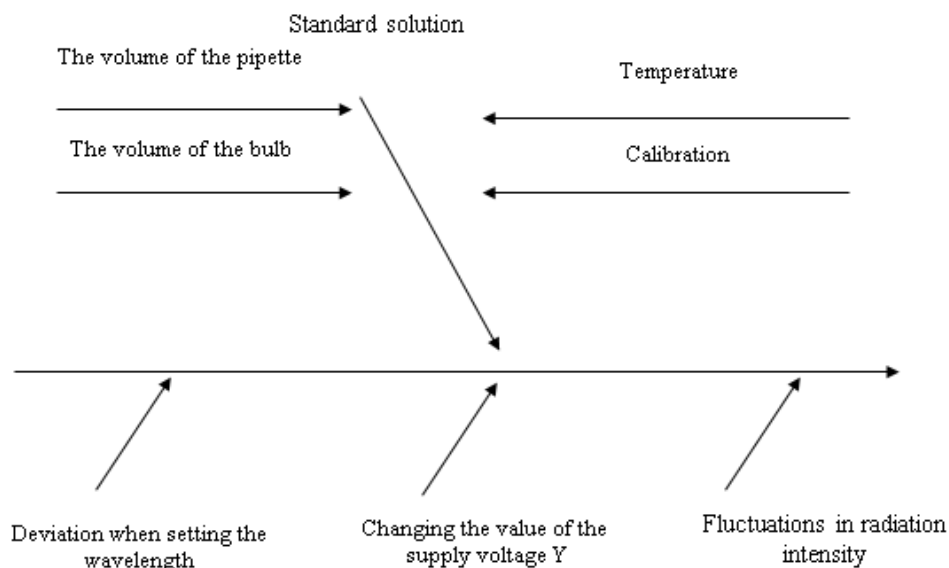 Standard solution
The volume of the pipette
Temperature
The volume of the bulb
Calibration
Deviation when setting the
wavelength
Changing the value of the
supply voltage Y
Fluctuations in radiation
intensity